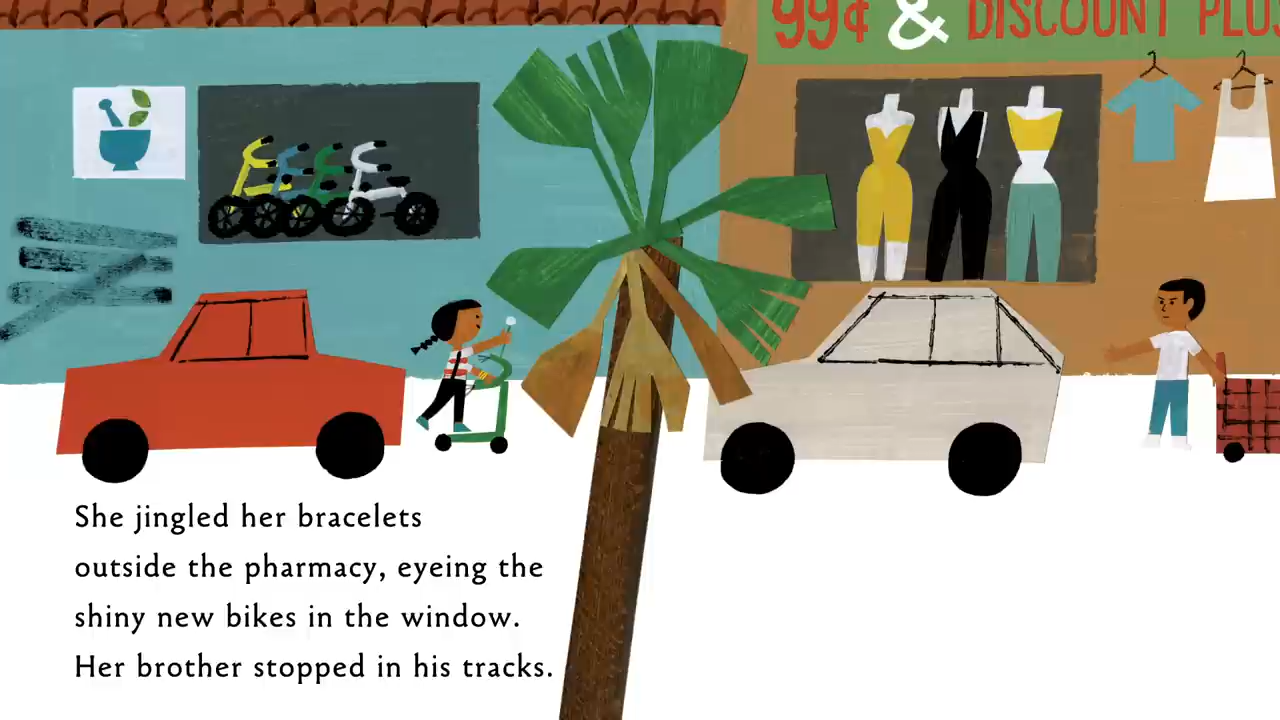 99¢ & DISCOUNT PLUS
She jingled her bracelets
outside the pharmacy, eyeing the
shiny new bikes in the window.
Her brother stopped in his tracks.